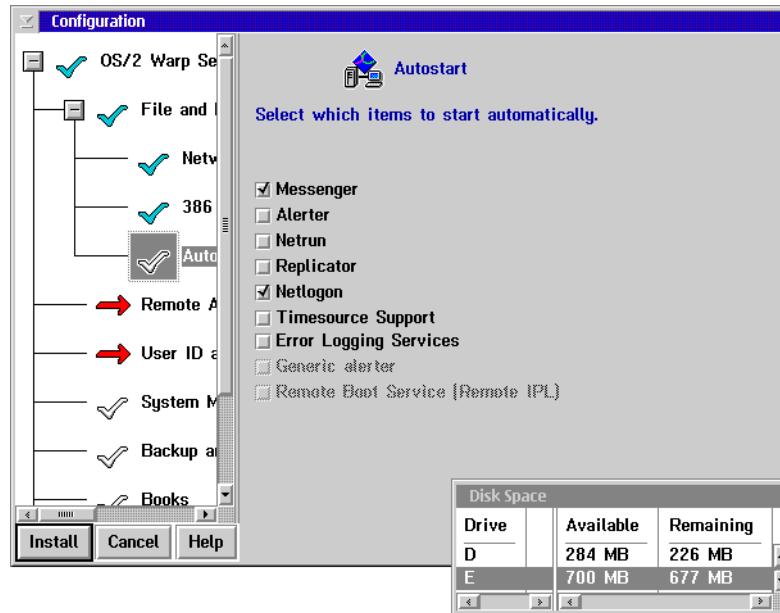 Configuration
OS/2 Warp Se
File and
Netw
386
Auto
Remote A
User ID a
System M
Backup a
Books
Install
Cancel
Help
Autostart
Select which items to start automatically.
Messenger
Alerter
Netrun
Replicator
Netlogon
Timesource Support
Error Logging Services
Generic alerter
Remote Boot Service (Remote IPL)
Disk Space
Drive Available Remaining
D 284 MB 226 MB
E 700 MB 677 MB